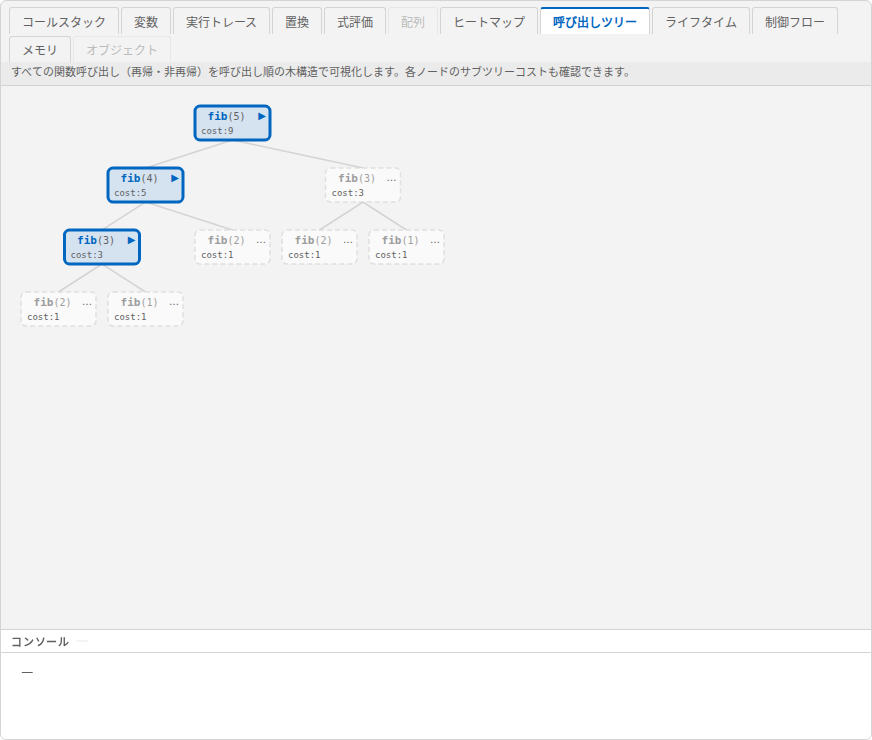 コールスタック 変数 実行トレース 置換 式評価 配列 ヒートマップ 呼び出しツリー ライフタイム 制御フロー
メモリ オブジェクト
すべての関数呼び出し（再帰・非再帰）を呼び出し順の木構造で可視化します。各ノードのサブツリーコストも確認できます。
fib(5) ▶
cost:9
fib(4) ▶ fib(3) …
cost:5 cost:3
fib(3) ▶ fib(2) … fib(2) … fib(1) …
cost:3 cost:1 cost:1 cost:1
fib(2) … fib(1) …
cost:1 cost:1
コンソール —
—